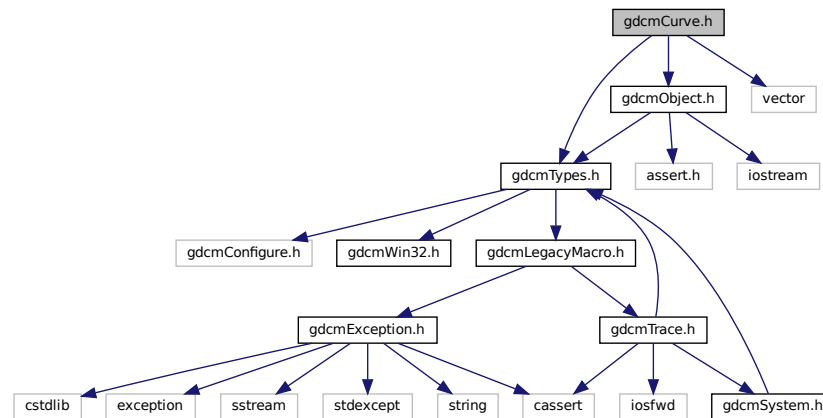 gdcmCurve.h
gdcmObject.h
vector
gdcmTypes.h
assert.h
iostream
gdcmConfigure.h
gdcmWin32.h
gdcmLegacyMacro.h
gdcmException.h
gdcmTrace.h
cstdlib
exception
sstream
stdexcept
string
cassert
iosfwd
gdcmSystem.h